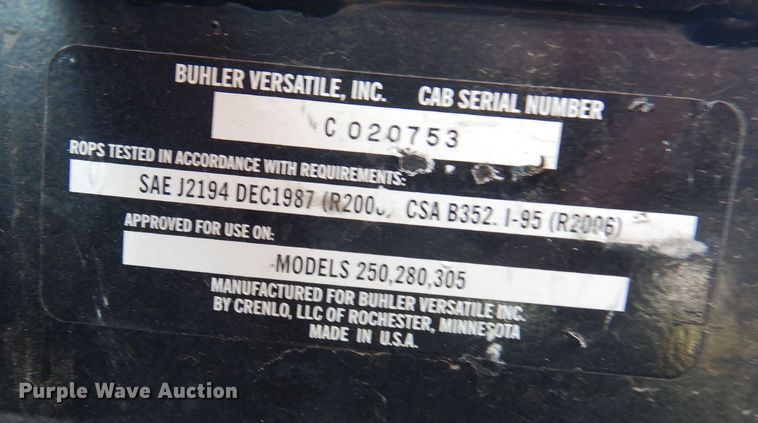 BUHLER VERSATILE, INC. CAB SERIAL NUMBER
C 020753
ROPS TESTED IN ACCORDANCE WITH REQUIREMENTS:
SAE J2194 DEC1987 CSA B352. I-95 (R2006)
APPROVED FOR USE ON:
MODELS 250,280,305
MANUFACTURED FOR BUHLER VERSATILE INC.
BY CRENLO, LLC OF ROCHESTER, MINNESOTA
MADE IN U.S.A.
Purple Wave Auction